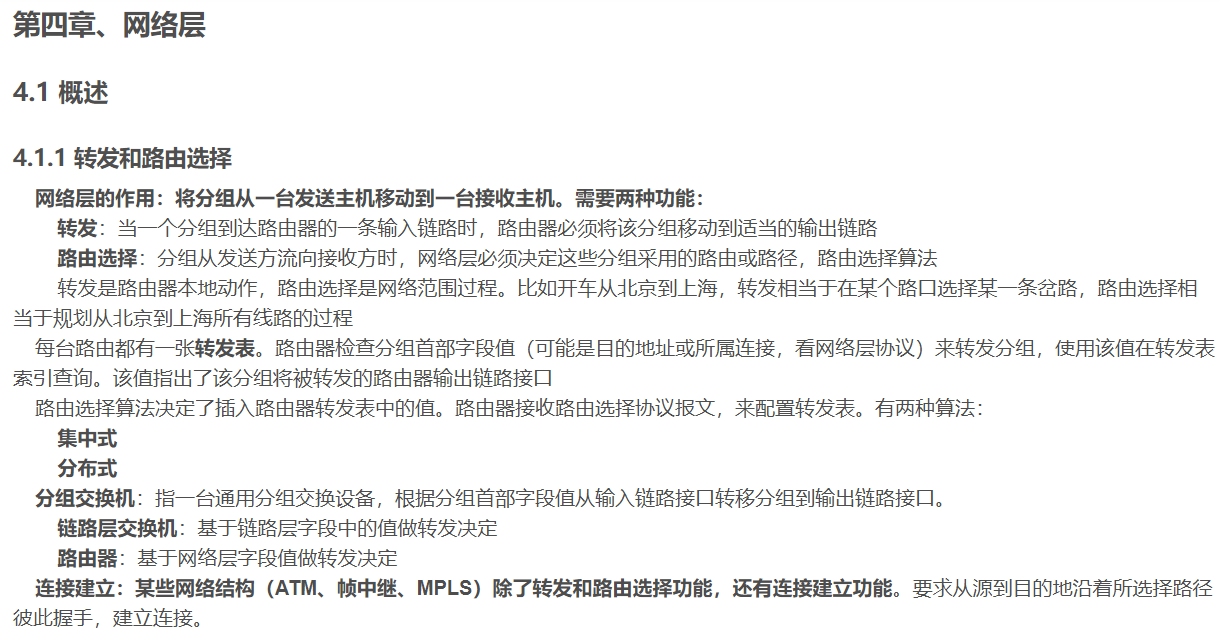 第四章、网络层
4.1 概述
4.1.1 转发和路由选择
网络层的作用：将分组从一台发送主机移动到一台接收主机。需要两种功能：
转发：当一个分组到达路由器的一条输入链路时，路由器必须将该分组移动到适当的输出链路
路由选择：分组从发送方流向接收方时，网络层必须决定这些分组采用的路由或路径，路由选择算法
转发是路由器本地动作，路由选择是网络范围过程。比如开车从北京到上海，转发相当于在某个路口选择某一条岔路，路由选择相
当于规划从北京到上海所有线路的过程
每台路由都有一张转发表。路由器检查分组首部字段值（可能是目的地址或所属连接，看网络层协议）来转发分组，使用该值在转发表
索引查询。该值指出了该分组将被转发的路由器输出链路接口
路由选择算法决定了插入路由器转发表中的值。路由器接收路由选择协议报文，来配置转发表。有两种算法：
集中式
分布式
分组交换机：指一台通用分组交换设备，根据分组首部字段值从输入链路接口转移分组到输出链路接口。
链路层交换机：基于链路层字段中的值做转发决定
路由器：基于网络层字段值做转发决定
连接建立：某些网络结构（ATM、帧中继、MPLS）除了转发和路由选择功能，还有连接建立功能。要求从源到目的地沿着所选择路径
彼此握手，建立连接。